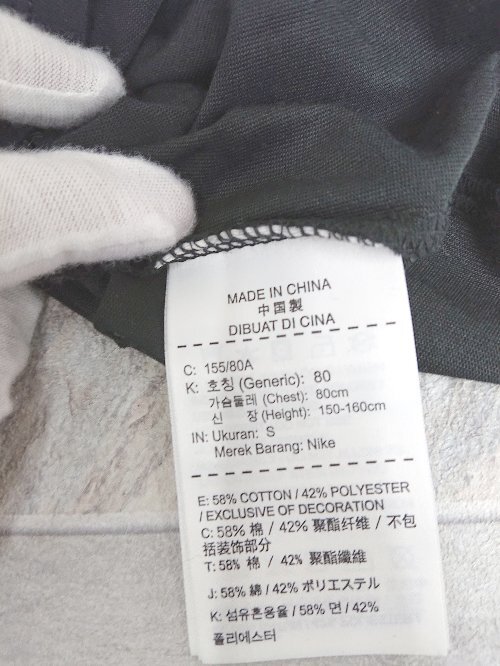 MADE IN CHINA
中国製
DIBUAT DI CINA
C: 155/80A
K: 호칭 (Generic): 80
가슴둘레 (Chest): 80cm
신 장 (Height): 150-160cm
IN: Ukuran: S
Merek Barang: Nike
E: 58% COTTON / 42% POLYESTER
/ EXCLUSIVE OF DECORATION
C: 58% 棉 / 42% 聚酯纤维 / 不包
括装饰部分
T: 58% 棉 / 42% 聚酯纖維
J: 58% 綿 / 42% ポリエステル
K: 섬유혼용율 / 58% 면 / 42%
폴리에스터